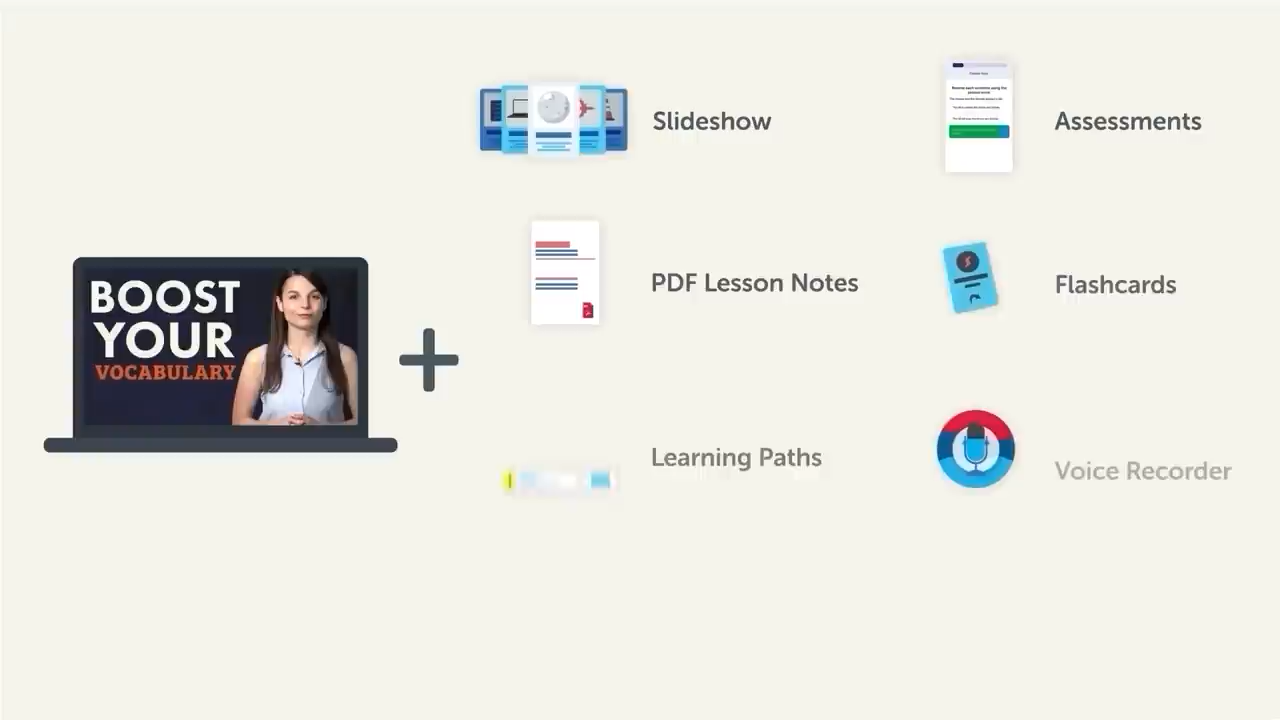 BOOST
YOUR
VOCABULARY
Slideshow
Assessments
PDF Lesson Notes
Flashcards
Learning Paths
Voice Recorder